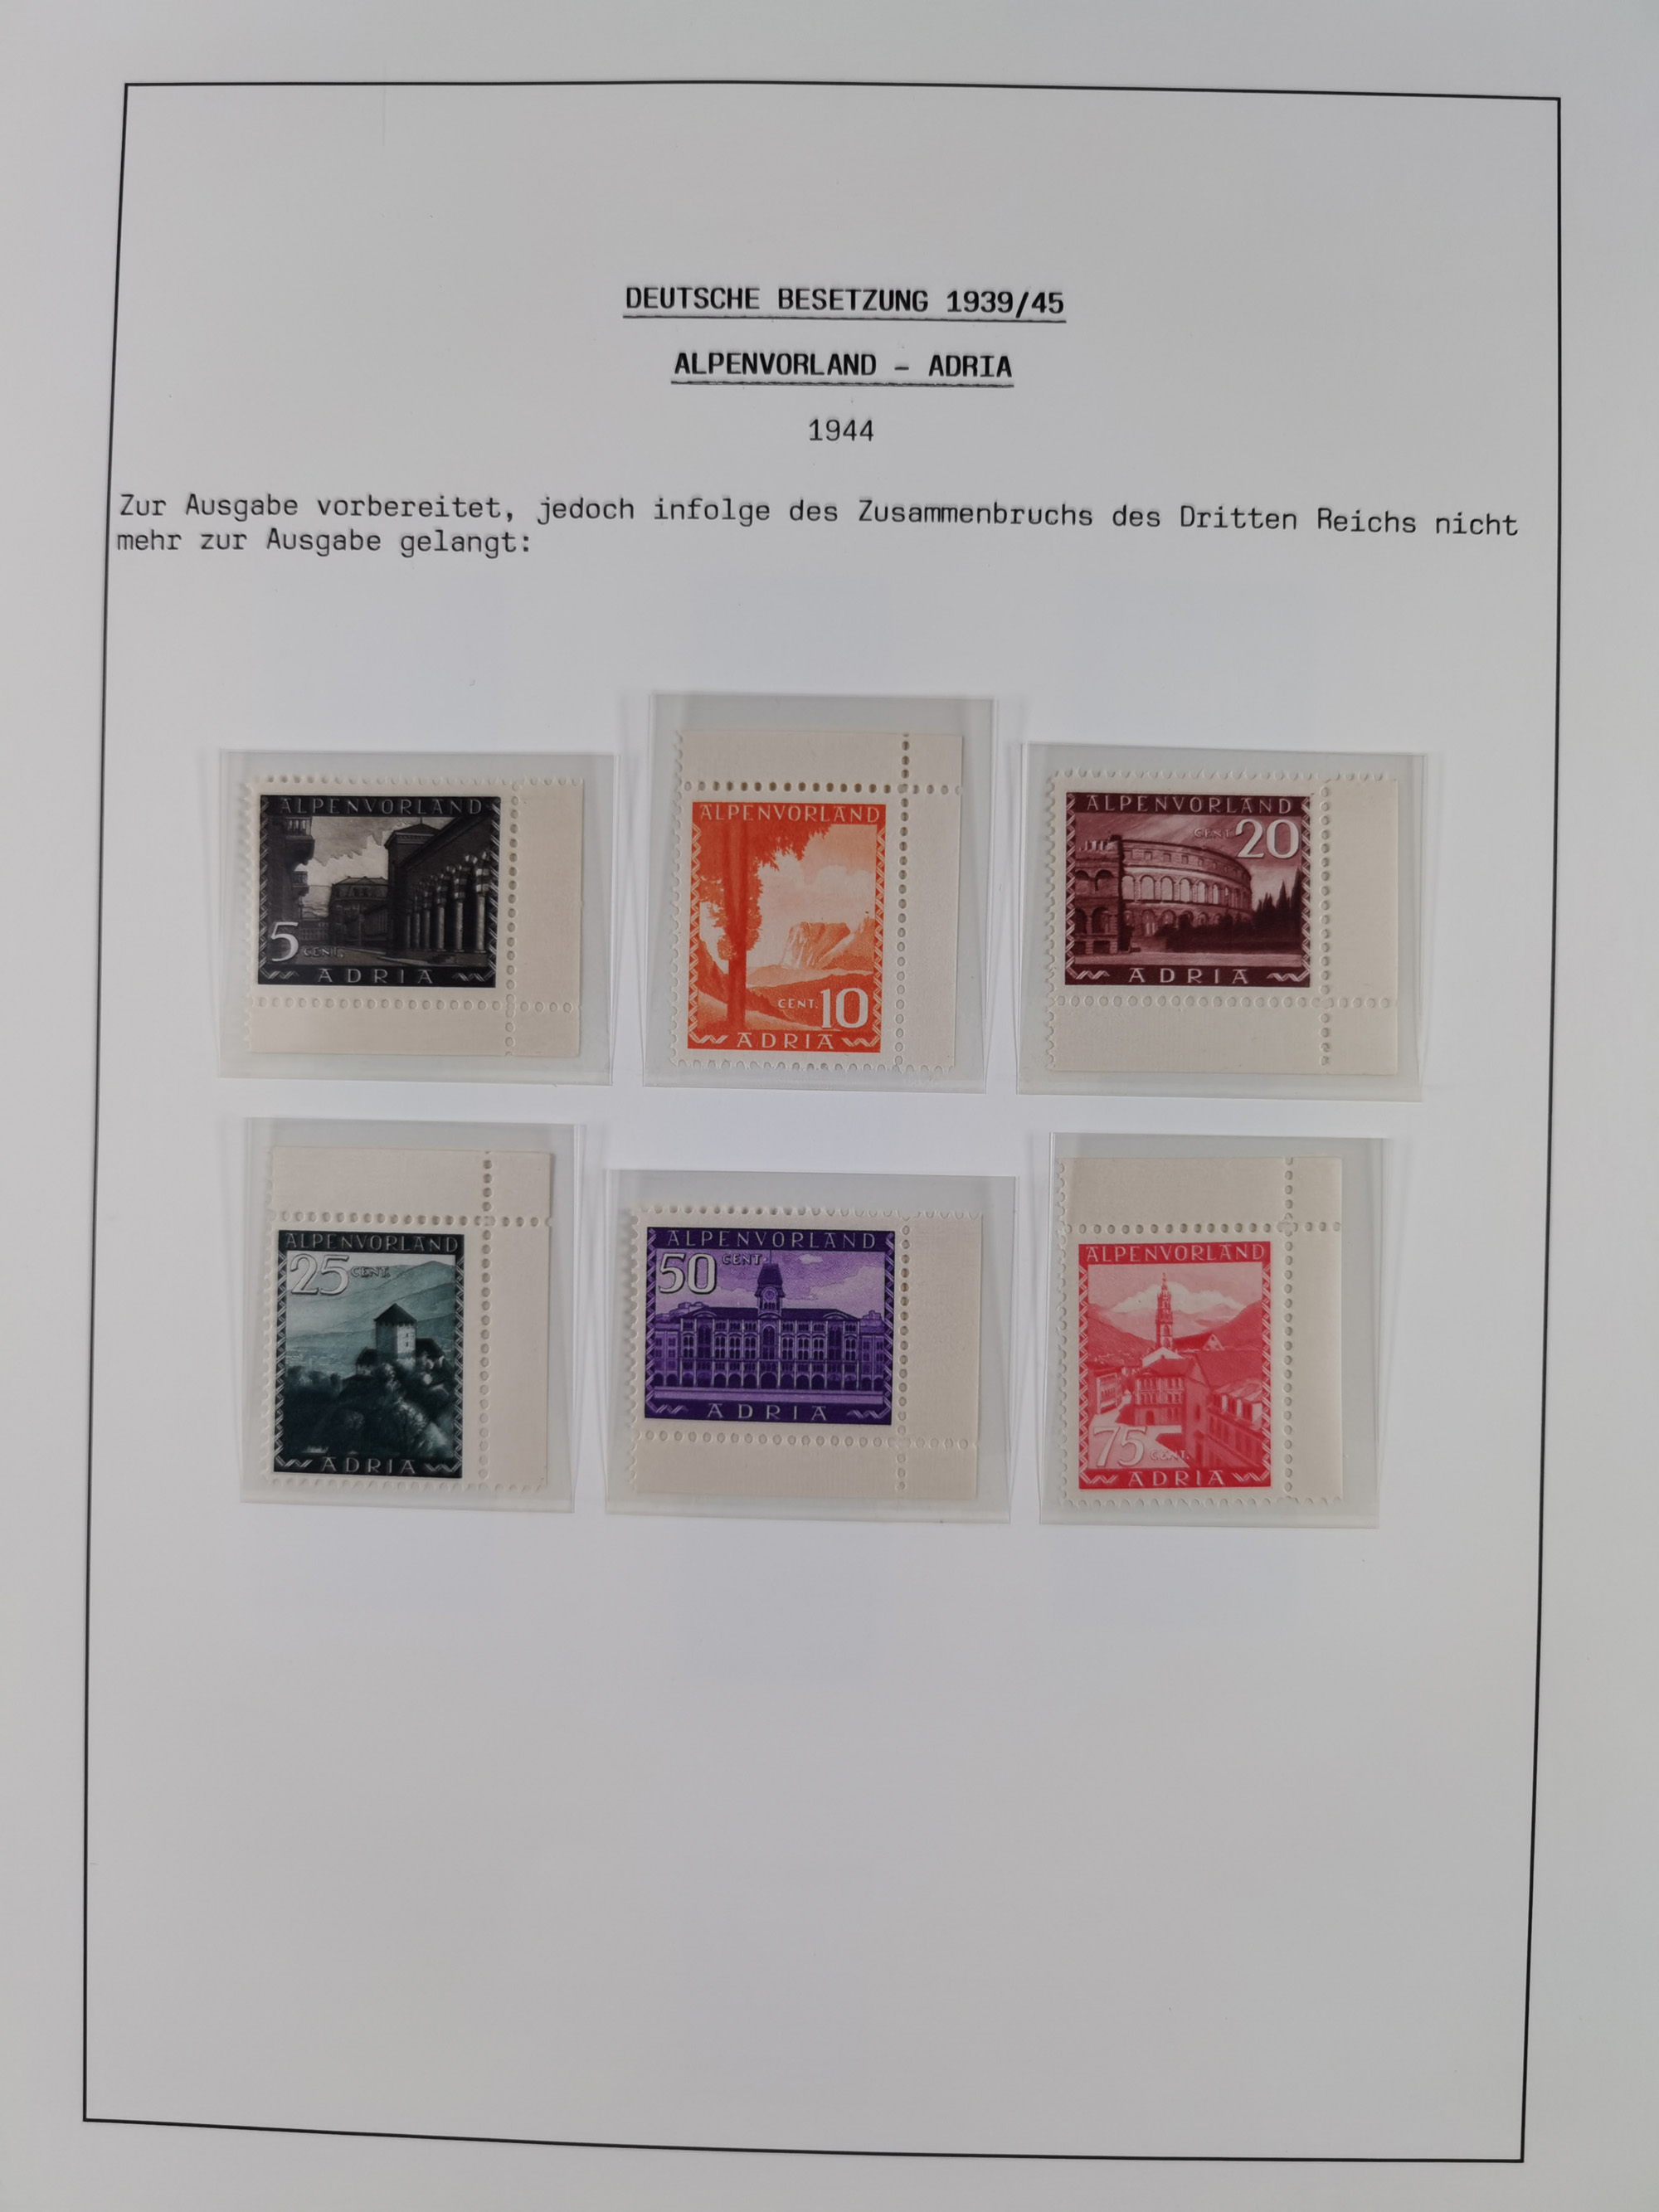 DEUTSCHE BESETZUNG 1939/45
ALPENVORLAND - ADRIA
1944
Zur Ausgabe vorbereitet, jedoch infolge des Zusammenbruchs des Dritten Reichs nicht
mehr zur Ausgabe gelangt:
ALPENVORLAND
5 CENT.
ADRIA
ALPENVORLAND
CENT. 10
ADRIA
ALPENVORLAND
CENT. 20
ADRIA
ALPENVORLAND
25 CENT.
ADRIA
ALPENVORLAND
50 CENT.
ADRIA
ALPENVORLAND
75 CENT.
ADRIA